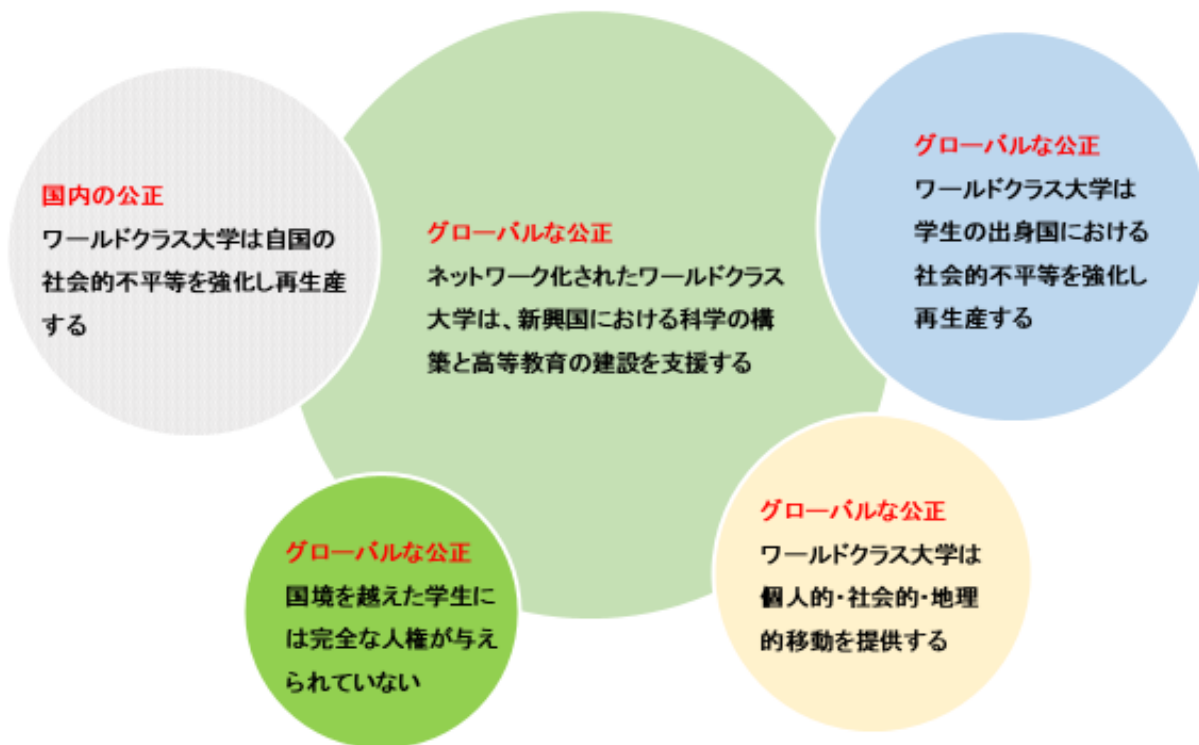 国内の公正
ワールドクラス大学は自国の
社会的不平等を強化し再生産
する
グローバルな公正
ネットワーク化されたワールドクラス
大学は、新興国における科学の構
築と高等教育の建設を支援する
グローバルな公正
ワールドクラス大学は
学生の出身国における
社会的不平等を強化し
再生産する
グローバルな公正
国境を越えた学生に
は完全な人権が与え
られていない
グローバルな公正
ワールドクラス大学は
個人的・社会的・地理
的移動を提供する